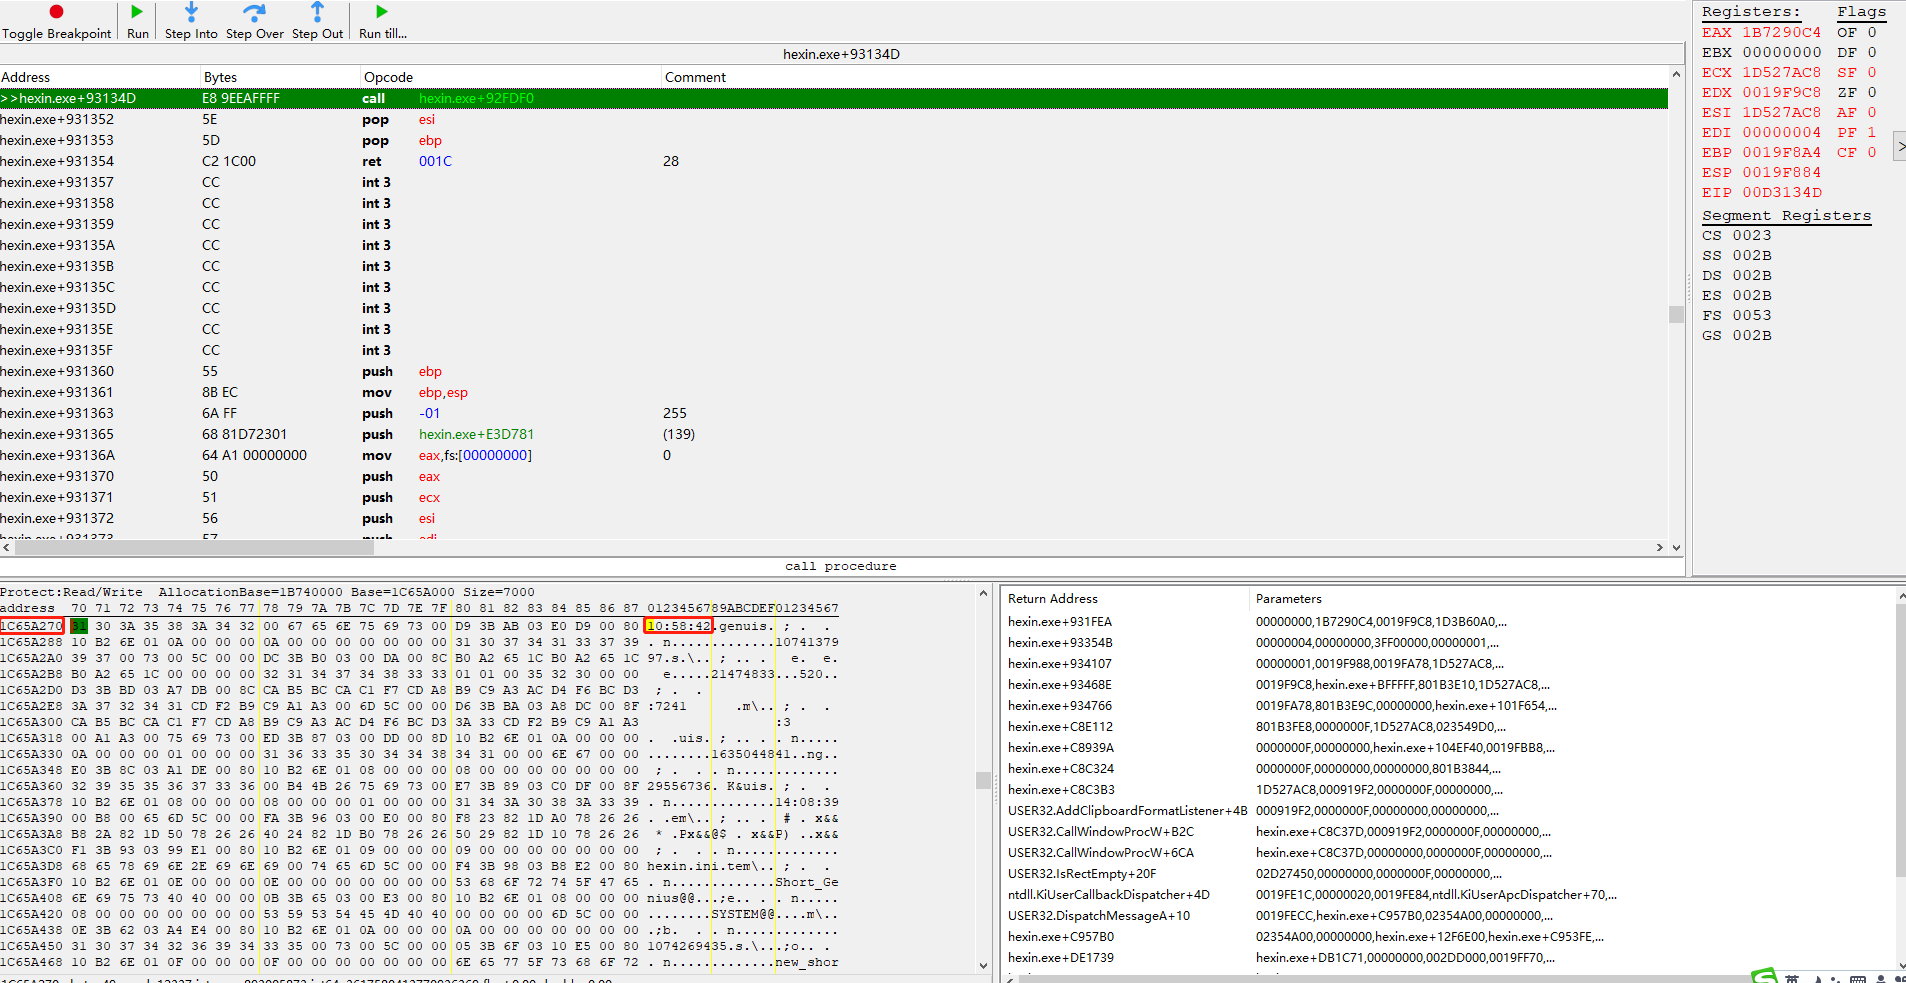 Toggle Breakpoint Run Step Into Step Over Step Out Run till...
hexin.exe+93134D
Address Bytes Opcode Comment
>>hexin.exe+93134D E8 9EEAFFFF call hexin.exe+92FDF0
hexin.exe+931352 5E pop esi
hexin.exe+931353 5D pop ebp
hexin.exe+931354 C2 1C00 ret 001C 28
hexin.exe+931357 CC int 3
hexin.exe+931358 CC int 3
hexin.exe+931359 CC int 3
hexin.exe+93135A CC int 3
hexin.exe+93135B CC int 3
hexin.exe+93135C CC int 3
hexin.exe+93135D CC int 3
hexin.exe+93135E CC int 3
hexin.exe+93135F CC int 3
hexin.exe+931360 55 push ebp
hexin.exe+931361 8B EC mov ebp,esp
hexin.exe+931363 6A FF push -01 255
hexin.exe+931365 68 81D72301 push hexin.exe+E3D781 (139)
hexin.exe+93136A 64 A1 00000000 mov eax,fs:[00000000] 0
hexin.exe+931370 50 push eax
hexin.exe+931371 51 push ecx
hexin.exe+931372 56 push esi
hexin.exe+931373 57 push edi
call procedure
Registers: Flags
EAX 1B7290C4 OF 0
EBX 00000000 DF 0
ECX 1D527AC8 SF 0
EDX 0019F9C8 ZF 0
ESI 1D527AC8 AF 0
EDI 00000004 PF 1
EBP 0019F8A4 CF 0
ESP 0019F884
EIP 00D3134D
Segment Registers
CS 0023
SS 002B
DS 002B
ES 002B
FS 0053
GS 002B
Protect:Read/Write AllocationBase=1B740000 Base=1C65A000 Size=7000
address 70 71 72 73 74 75 76 77 78 79 7A 7B 7C 7D 7E 7F 80 81 82 83 84 85 86 87 0123456789ABCDEF01234567
1C65A270 31 30 3A 35 38 3A 34 32 00 67 65 6E 75 69 73 00 D9 3B AB 03 E0 D9 00 80 10:58:42.genuis. ; . .
1C65A288 10 B2 6E 01 0A 00 00 00 0A 00 00 00 00 00 00 00 31 30 37 34 31 33 37 39 . n.............10741379
1C65A2A0 39 37 00 73 00 5C 00 00 DC 3B B0 03 00 DA 00 8C B0 A2 65 1C B0 A2 65 1C 97.s.\.. ; .. . e. e.
1C65A2B8 B0 A2 65 1C 00 00 00 00 32 31 34 37 34 38 33 33 01 01 00 35 32 30 00 00 e.....21474833...520..
1C65A2D0 D3 3B BD 03 A7 DB 00 8C CA B5 BC CA C1 F7 CD A8 B9 C9 A3 AC D4 F6 BC D3 ; . .
1C65A2E8 3A 37 32 34 31 CD F2 B9 C9 A1 A3 00 6D 5C 00 00 D6 3B BA 03 A8 DC 00 8F :7241 .m\.. ; . .
1C65A300 CA B5 BC CA C1 F7 CD A8 B9 C9 A3 AC D4 F6 BC D3 3A 33 CD F2 B9 C9 A1 A3 :3
1C65A318 00 A1 A3 00 75 69 73 00 ED 3B 87 03 00 DD 00 8D 10 B2 6E 01 0A 00 00 00 . .uis. ; .. . . n.....
1C65A330 0A 00 00 00 01 00 00 00 31 36 33 35 30 34 34 38 34 31 00 00 6E 67 00 00 ........1635044841..ng..
1C65A348 E0 3B 8C 03 A1 DE 00 80 10 B2 6E 01 08 00 00 00 08 00 00 00 00 00 00 00 ; . . . n.............
1C65A360 32 39 35 35 36 37 33 36 00 B4 4B 26 75 69 73 00 E7 3B 89 03 C0 DF 00 8F 29556736. K&uis. ; . .
1C65A378 10 B2 6E 01 08 00 00 00 08 00 00 00 01 00 00 00 31 34 3A 30 38 3A 33 39 . n.............14:08:39
1C65A390 00 B8 00 65 6D 5C 00 00 FA 3B 96 03 00 E0 00 80 F8 23 82 1D A0 78 26 26 . .em\.. ; .. . # . x&&
1C65A3A8 B8 2A 82 1D 50 78 26 26 40 24 82 1D B0 78 26 26 50 29 82 1D 10 78 26 26 * .Px&&@$ . x&&P) ..x&&
1C65A3C0 F1 3B 93 03 99 E1 00 80 10 B2 6E 01 09 00 00 00 09 00 00 00 00 00 00 00 ; . . . n.............
1C65A3D8 68 65 78 69 6E 2E 69 6E 69 00 74 65 6D 5C 00 00 F4 3B 98 03 B8 E2 00 80 hexin.ini.tem\.. ; . .
1C65A3F0 10 B2 6E 01 0E 00 00 00 0E 00 00 00 00 00 00 00 53 68 6F 72 74 5F 47 65 . n.............Short_Ge
1C65A408 6E 69 75 73 40 40 00 00 0B 3B 65 03 00 E3 00 80 10 B2 6E 01 08 00 00 00 nius@@...;e.. . . n.....
1C65A420 08 00 00 00 00 00 00 00 53 59 53 54 45 4D 40 40 00 00 00 00 6D 5C 00 00 ........SYSTEM@@....m\..
1C65A438 0E 3B 62 03 A4 E4 00 80 10 B2 6E 01 0A 00 00 00 0A 00 00 00 00 00 00 00 .;b. . . n.............
1C65A450 31 30 37 34 32 36 39 34 33 35 00 73 00 5C 00 00 05 3B 6F 03 10 E5 00 80 1074269435.s.\...;o.. .
1C65A468 10 B2 6E 01 0F 00 00 00 0F 00 00 00 00 00 00 00 6E 65 77 5F 73 68 6F 72 . n.............new_shor
Return Address Parameters
hexin.exe+931FEA 00000000,1B7290C4,0019F9C8,1D3B60A0,...
hexin.exe+93354B 00000004,00000000,3FF00000,00000001,...
hexin.exe+934107 00000001,0019F988,0019FA78,1D527AC8,...
hexin.exe+93468E 0019F9C8,hexin.exe+BFFFFF,801B3E10,1D527AC8,...
hexin.exe+934766 0019FA78,801B3E9C,00000000,hexin.exe+101F654,...
hexin.exe+C8E112 801B3FE8,0000000F,1D527AC8,023549D0,...
hexin.exe+C8939A 0000000F,00000000,hexin.exe+104EF40,0019FBB8,...
hexin.exe+C8C324 0000000F,00000000,00000000,801B3844,...
hexin.exe+C8C3B3 1D527AC8,000919F2,0000000F,00000000,...
USER32.AddClipboardFormatListener+4B 000919F2,0000000F,00000000,00000000,...
USER32.CallWindowProcW+B2C hexin.exe+C8C37D,000919F2,0000000F,00000000,...
USER32.CallWindowProcW+6CA hexin.exe+C8C37D,00000000,0000000F,00000000,...
USER32.IsRectEmpty+20F 02D27450,00000000,0000000F,00000000,...
ntdll.KiUserCallbackDispatcher+4D 0019FE1C,00000020,0019FE84,ntdll.KiUserApcDispatcher+70,...
USER32.DispatchMessageA+10 0019FECC,hexin.exe+C957B0,02354A00,00000000,...
hexin.exe+C957B0 02354A00,00000000,hexin.exe+12F6E00,hexin.exe+C953FE,...
hexin.exe+DE1739 hexin.exe+DB1C71,00000000,002DD000,0019FF70,...
英